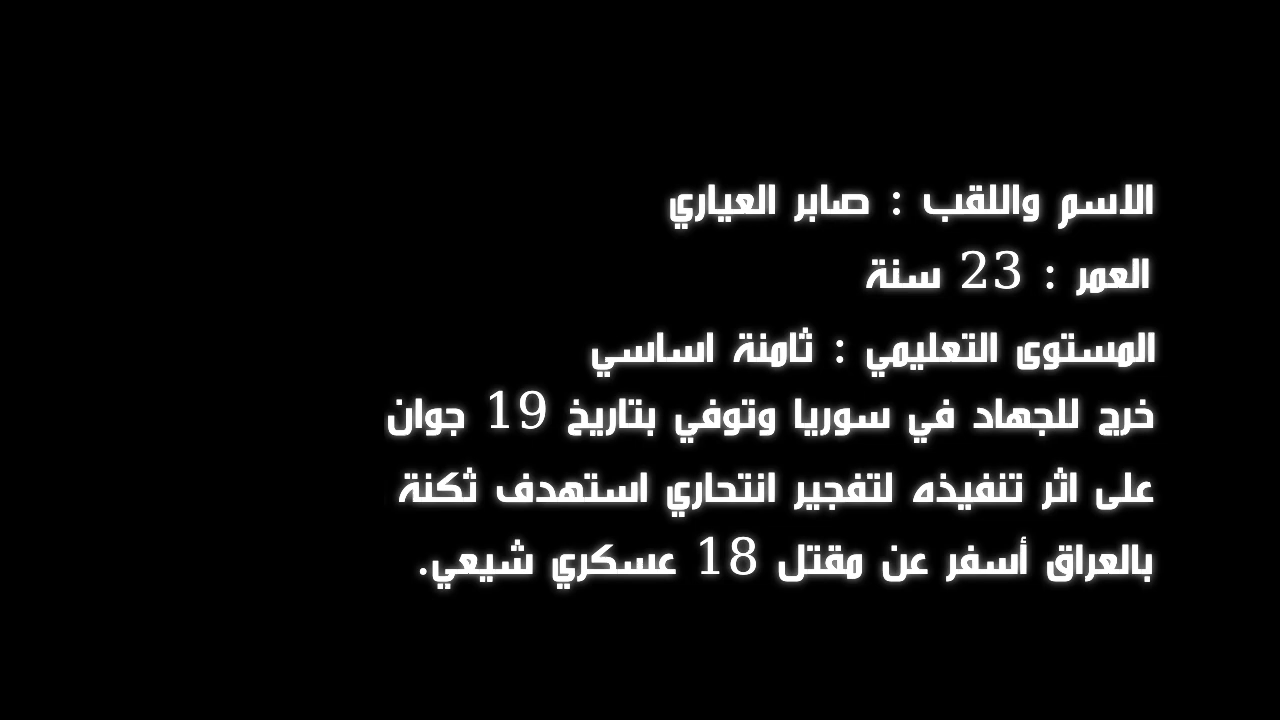 الاسم واللقب : صابر العياري
العمر : 23 سنة
المستوى التعليمي : ثامنة اساسي
خرج للجهاد في سوريا وتوفي بتاريخ 19 جوان
على اثر تنفيذه لتفجير انتحاري استهدف ثكنة
بالعراق أسفر عن مقتل 18 عسكري شيعي.